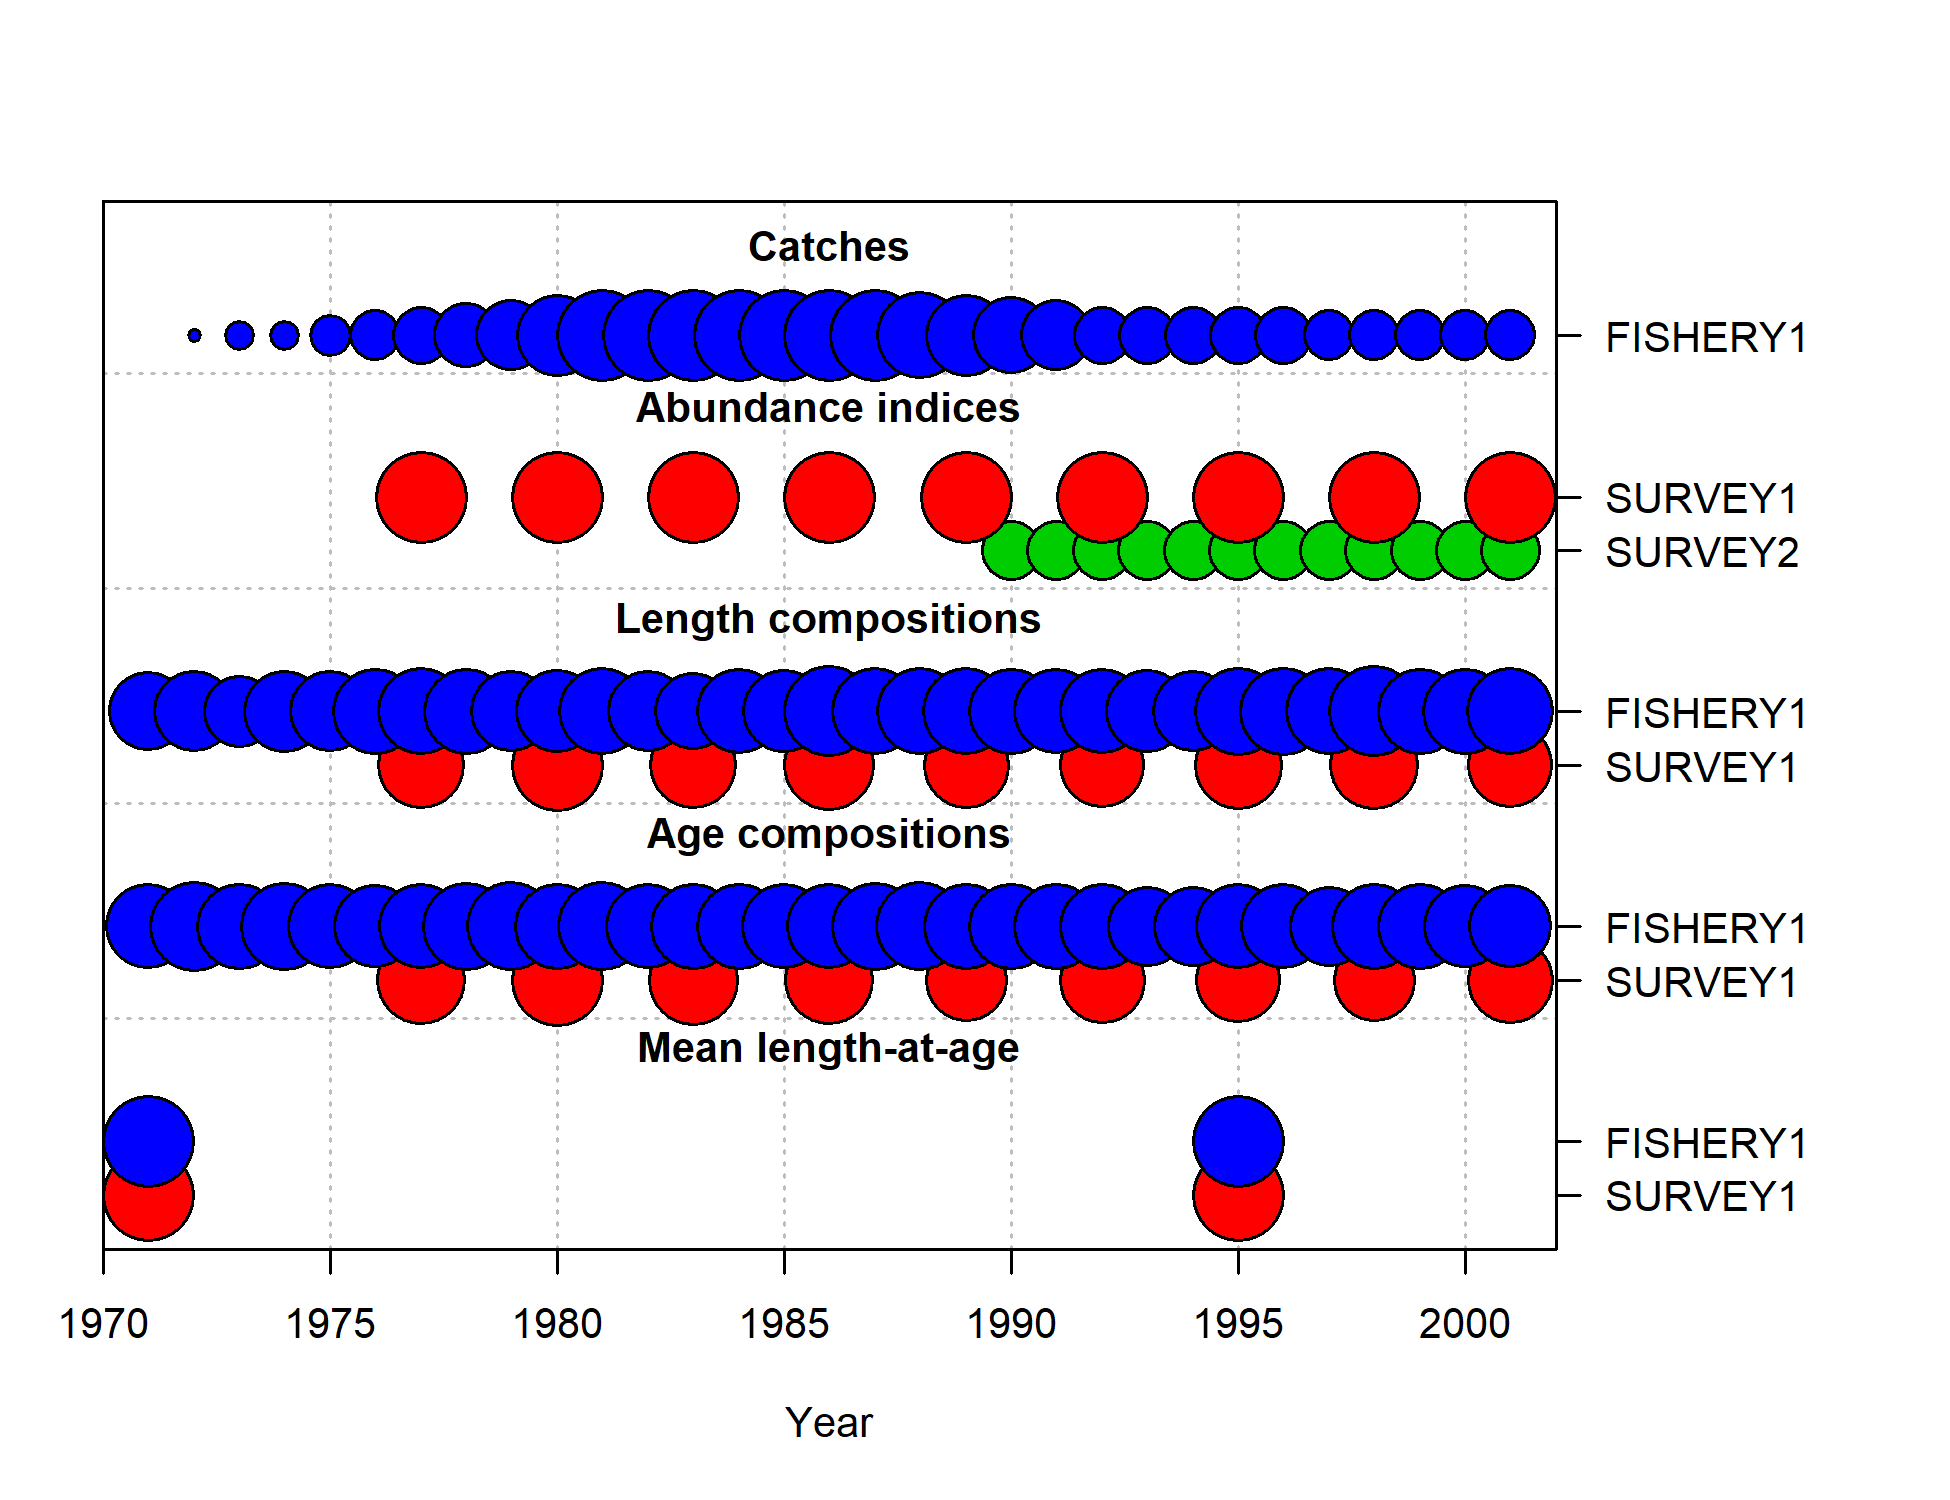 Catches
FISHERY1
Abundance indices
SURVEY1
SURVEY2
Length compositions
FISHERY1
SURVEY1
Age compositions
FISHERY1
SURVEY1
Mean length-at-age
FISHERY1
SURVEY1
1970 1975 1980 1985 1990 1995 2000
Year